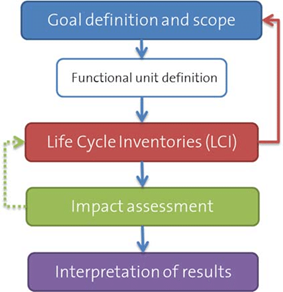 Goal definition and scope
Functional unit definition
Life Cycle Inventories (LCI)
Impact assessment
Interpretation of results